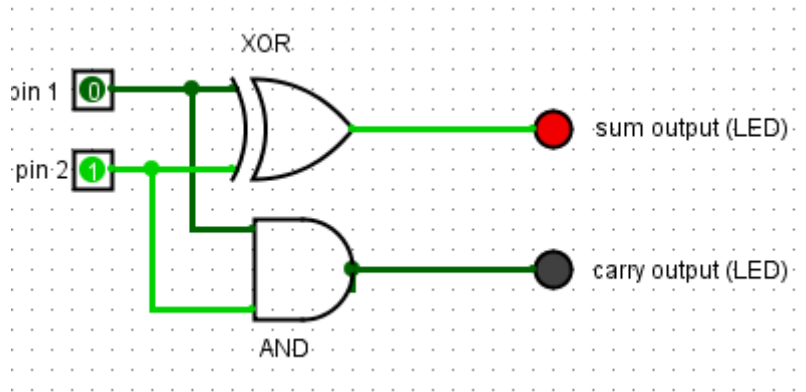 XOR
pin 1
0
sum output (LED)
pin 2
1
carry output (LED)
AND